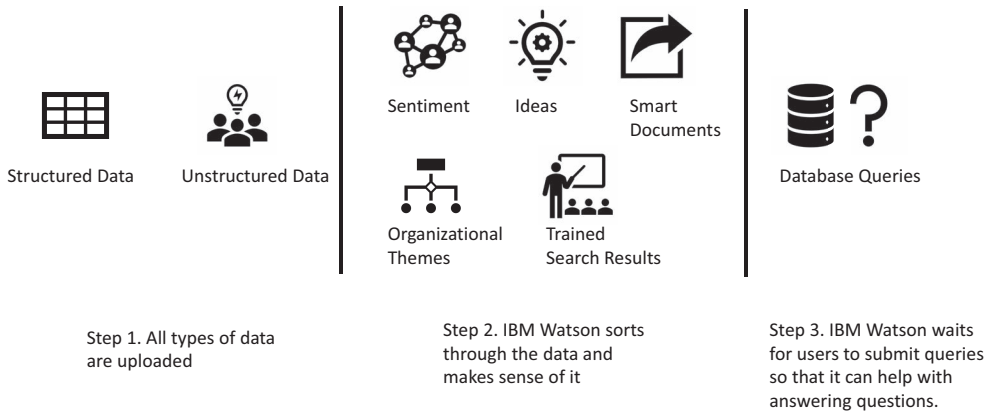 Structured Data
Unstructured Data
Sentiment
Ideas
Smart
Documents
Organizational
Themes
Trained
Search Results
Database Queries
Step 1. All types of data
are uploaded
Step 2. IBM Watson sorts
through the data and
makes sense of it
Step 3. IBM Watson waits
for users to submit queries
so that it can help with
answering questions.